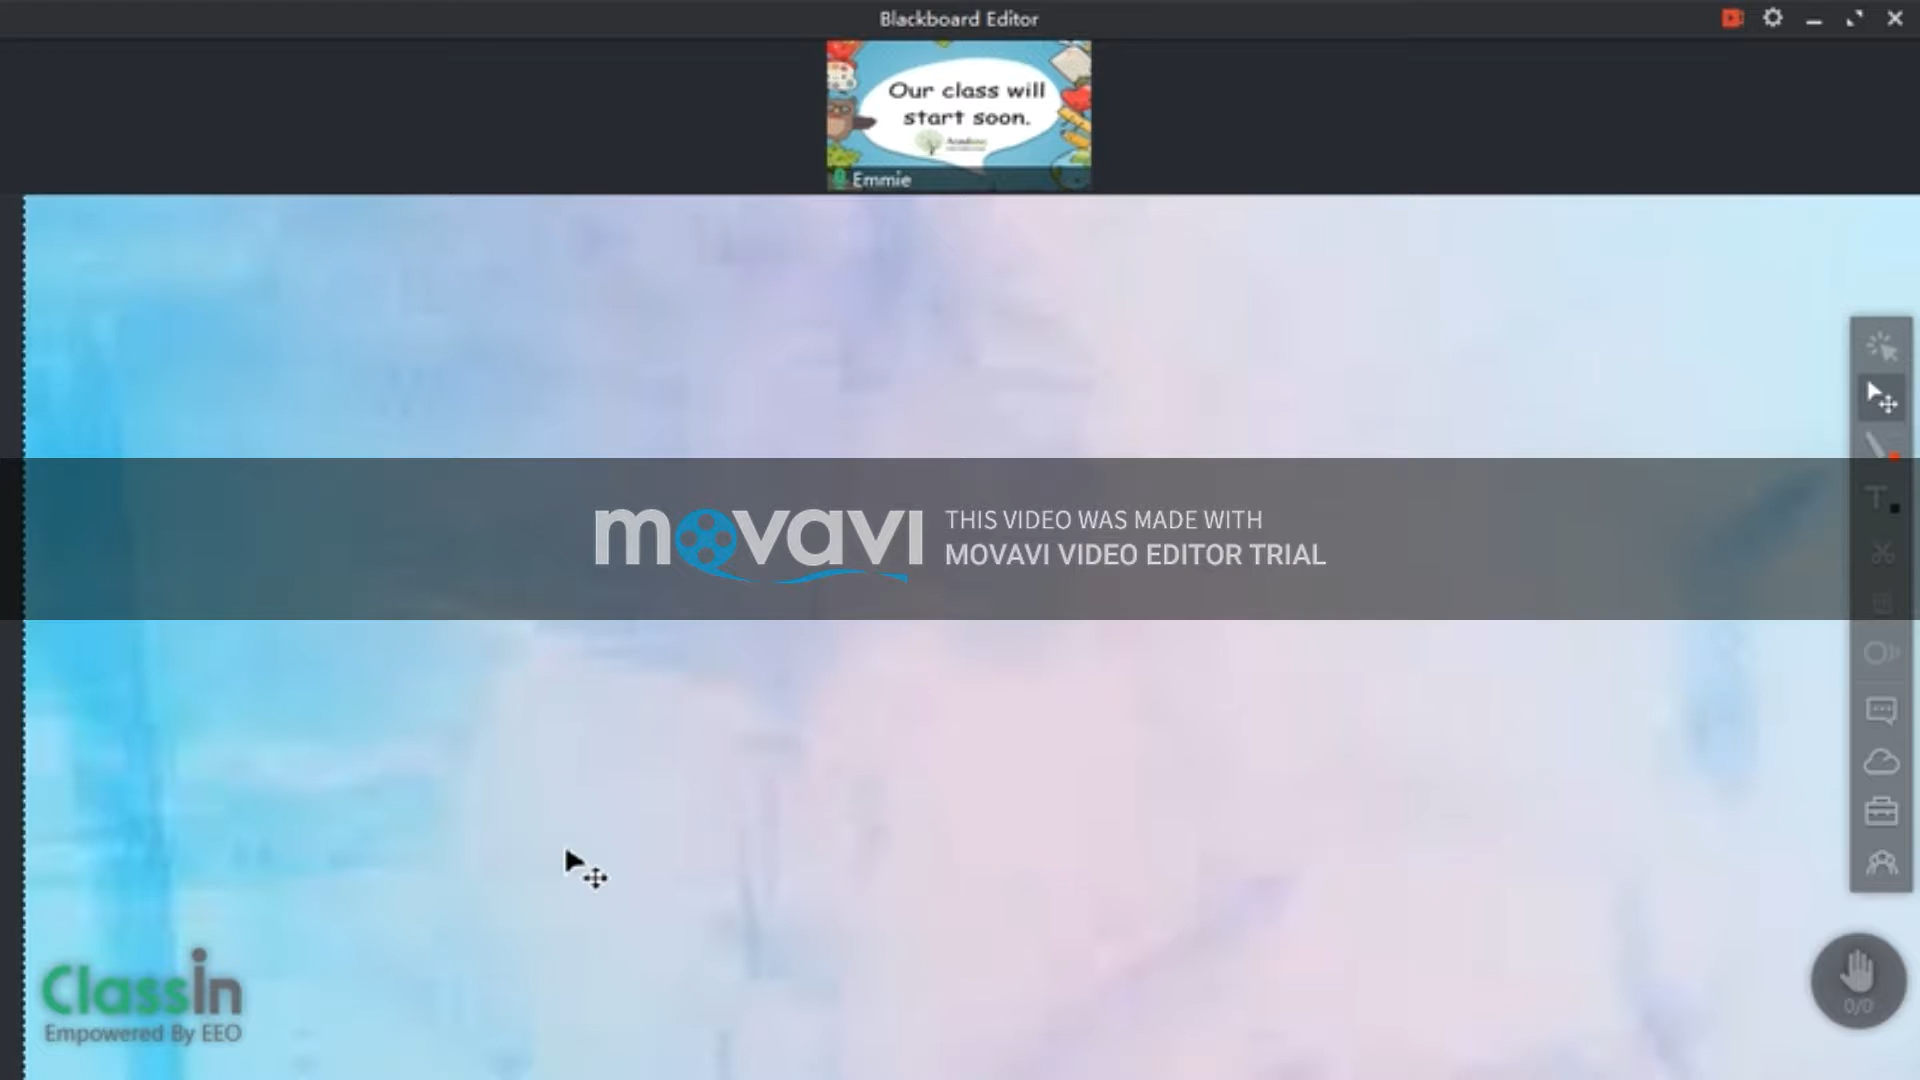 Blackboard Editor
Our class will
start soon.
Emmie
movavi
THIS VIDEO WAS MADE WITH
MOVAVI VIDEO EDITOR TRIAL
T
ClassIn
Empowered By EEO
0/0